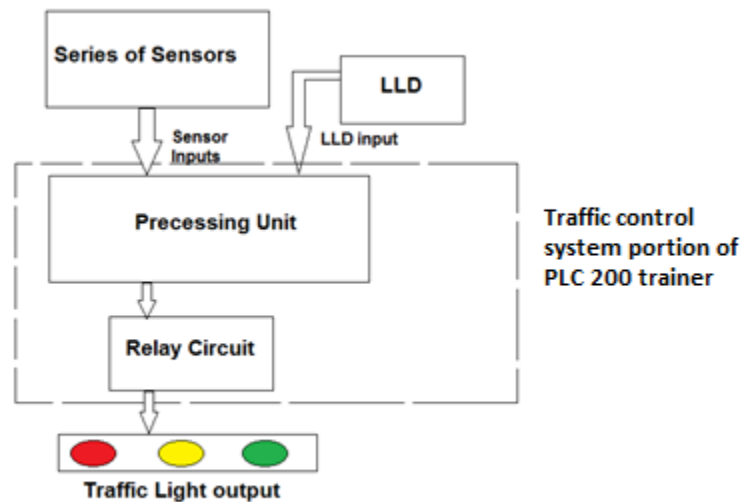 Series of Sensors
LLD
Sensor
Inputs
LLD input
Precessing Unit
Traffic control
system portion of
PLC 200 trainer
Relay Circuit
Traffic Light output